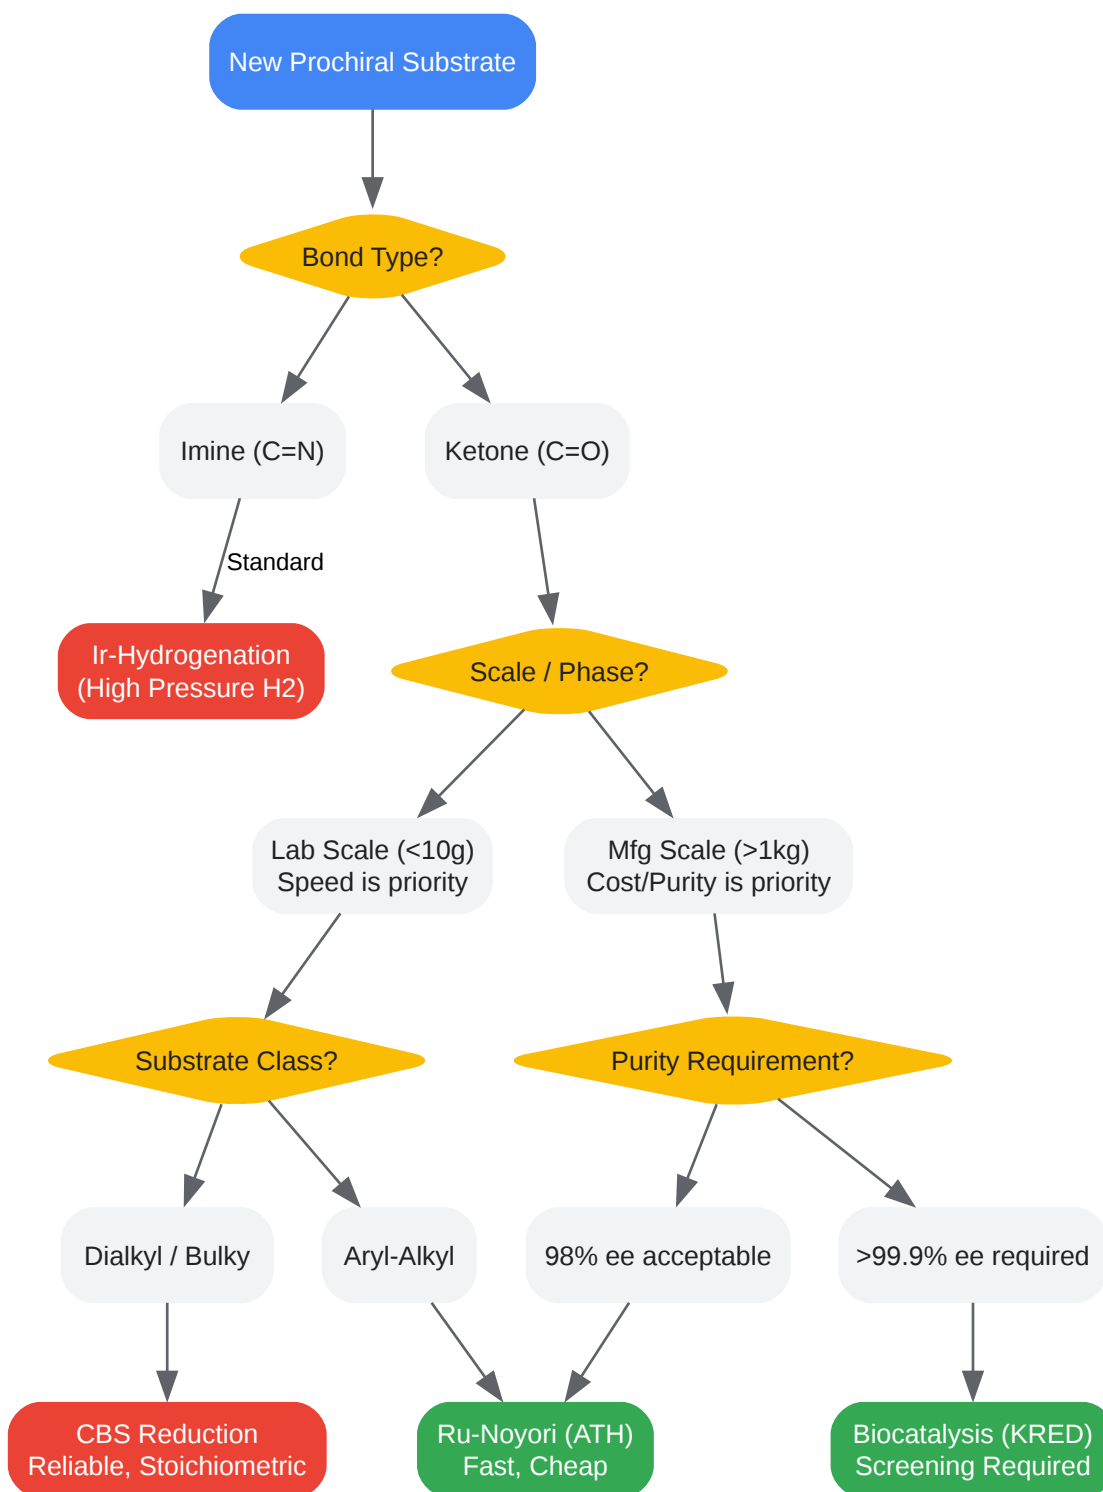 New Prochiral Substrate
Bond Type?
Imine (C=N)
Ketone (C=O)
Standard
Ir-Hydrogenation
(High Pressure H2)
Scale / Phase?
Lab Scale (<10g)
Speed is priority
Mfg Scale (>1kg)
Cost/Purity is priority
Substrate Class?
Purity Requirement?
Dialkyl / Bulky
Aryl-Alkyl
98% ee acceptable
>99.9% ee required
CBS Reduction
Reliable, Stoichiometric
Ru-Noyori (ATH)
Fast, Cheap
Biocatalysis (KRED)
Screening Required